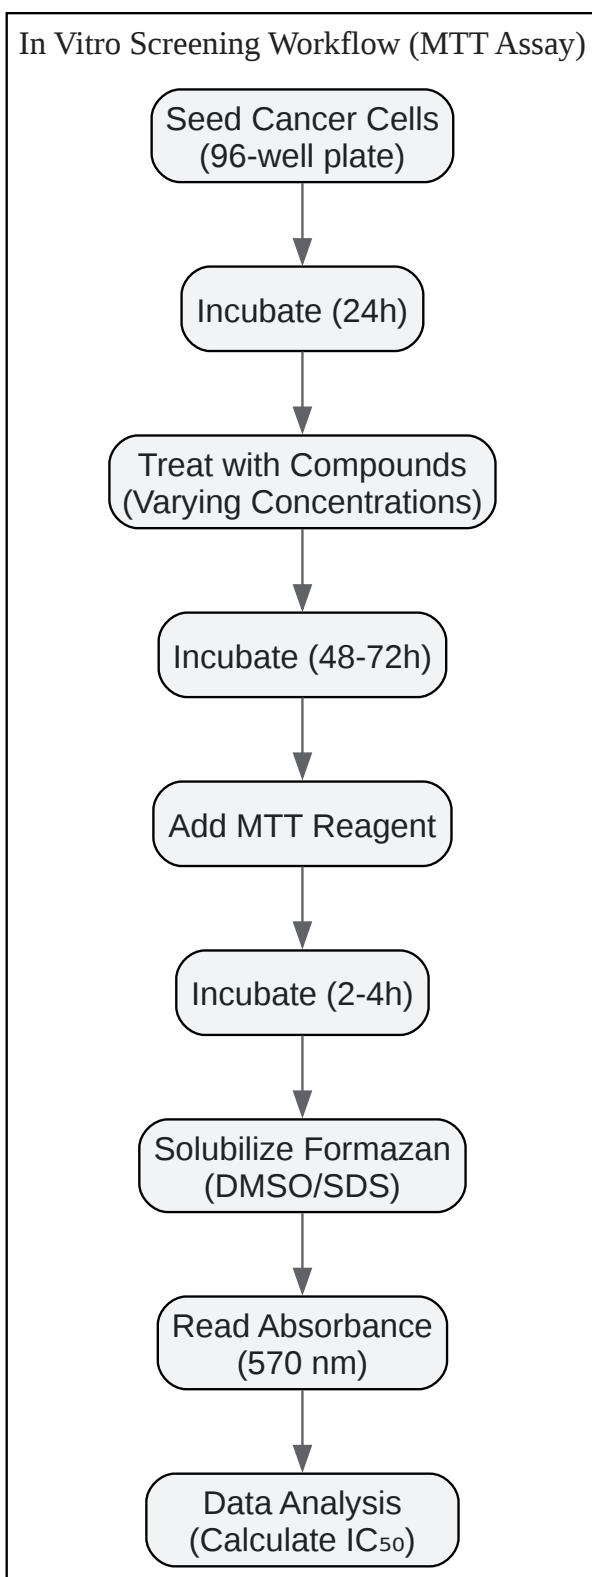 In Vitro Screening Workflow (MTT Assay)
Seed Cancer Cells
(96-well plate)
Incubate (24h)
Treat with Compounds
(Varying Concentrations)
Incubate (48-72h)
Add MTT Reagent
Incubate (2-4h)
Solubilize Formazan
(DMSO/SDS)
Read Absorbance
(570 nm)
Data Analysis
(Calculate IC₅₀)